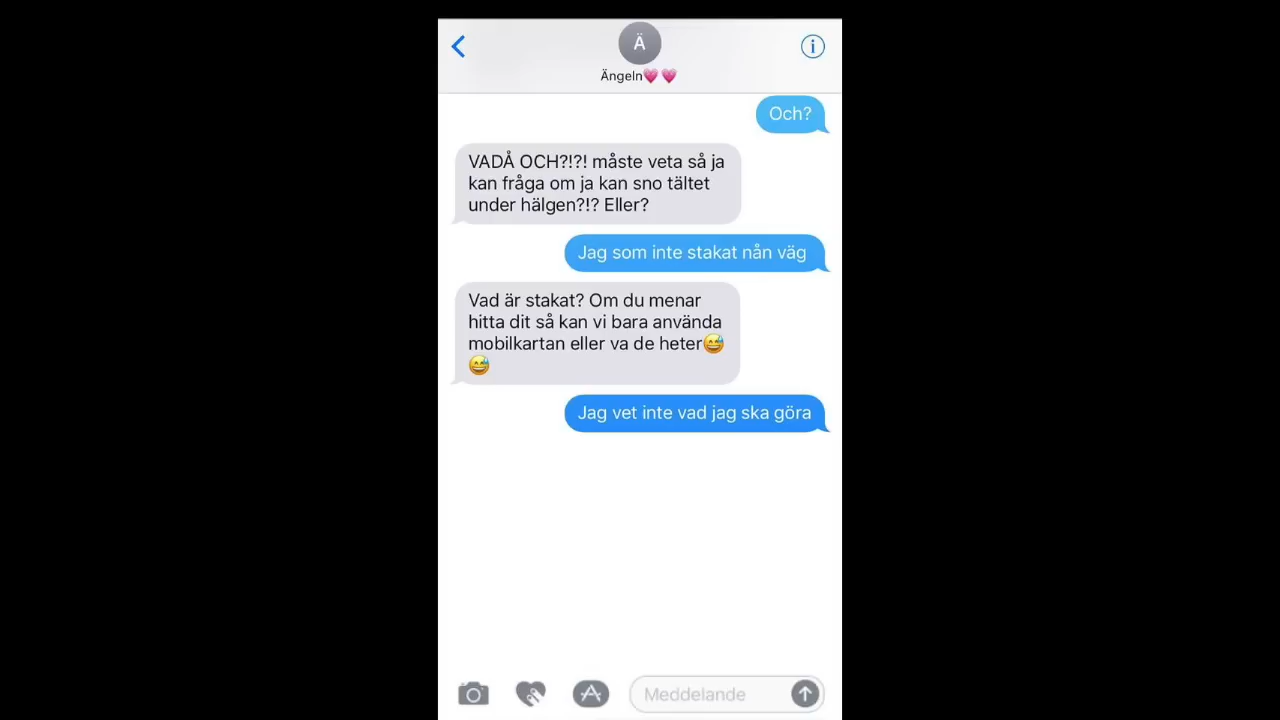 Ä
Ängeln💗💗
Och?
VADÅ OCH?!?! måste veta så ja
kan fråga om ja kan sno tältet
under hälgen?!? Eller?
Jag som inte stakat nån väg
Vad är stakat? Om du menar
hitta dit så kan vi bara använda
mobilkartan eller va de heter😅
😅
Jag vet inte vad jag ska göra
Meddelande